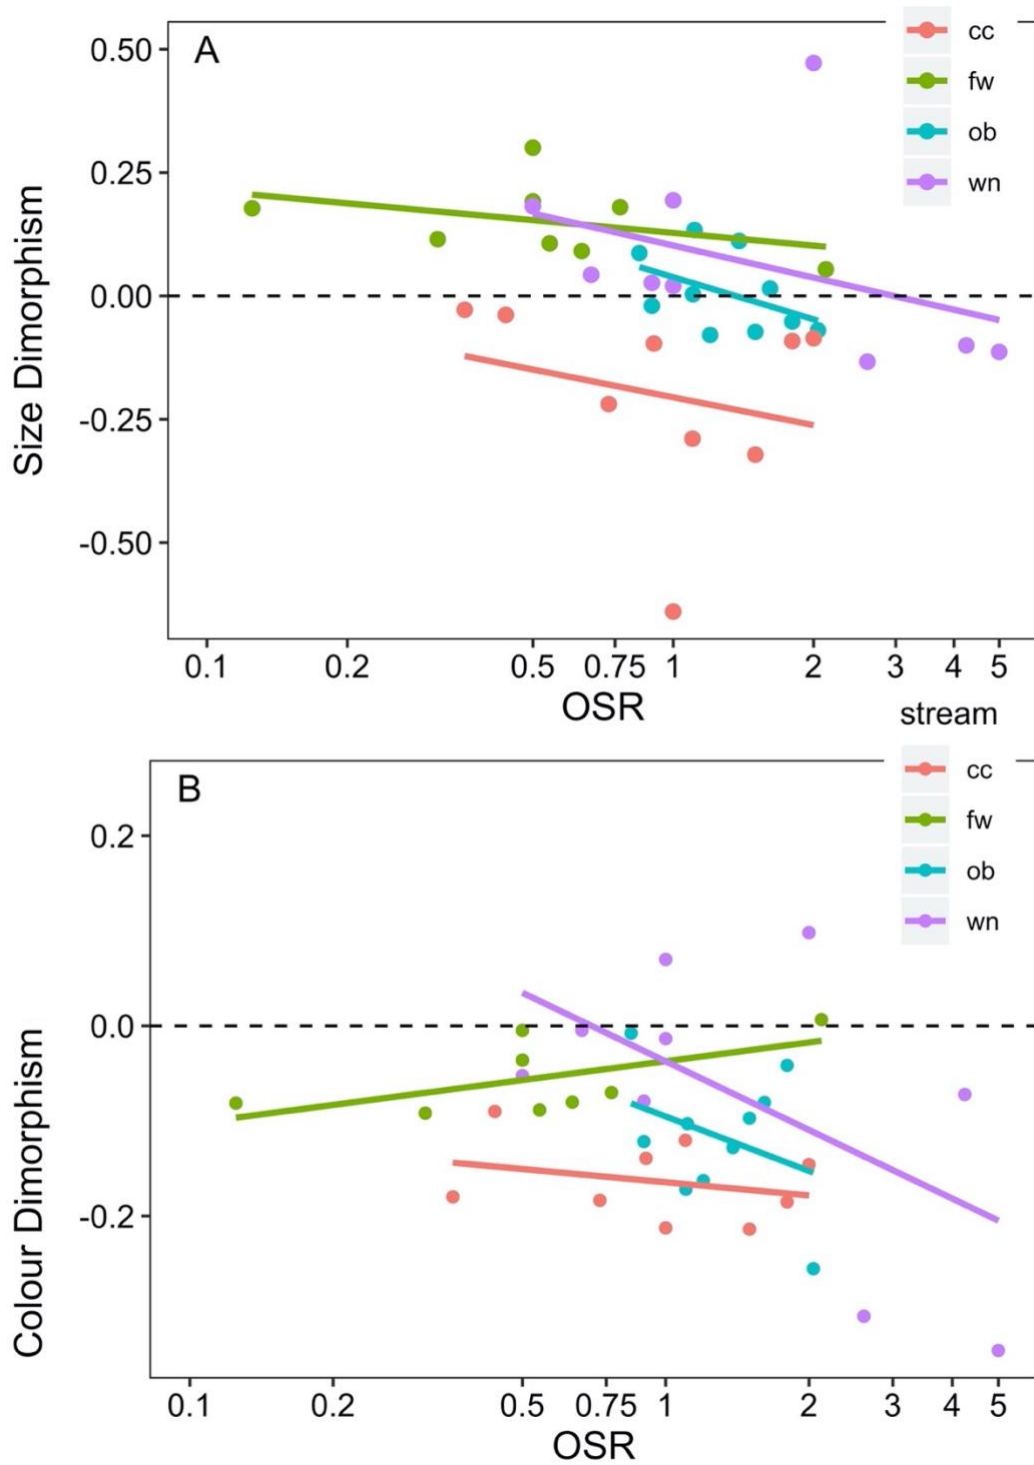 A
cc
fw
ob
wn
0.50
0.25
0.00
-0.25
-0.50
Size Dimorphism
0.1 0.2 0.5 0.75 1 2 3 4 5
OSR
stream
B
cc
fw
ob
wn
0.2
0.0
-0.2
Colour Dimorphism
0.1 0.2 0.5 0.75 1 2 3 4 5
OSR